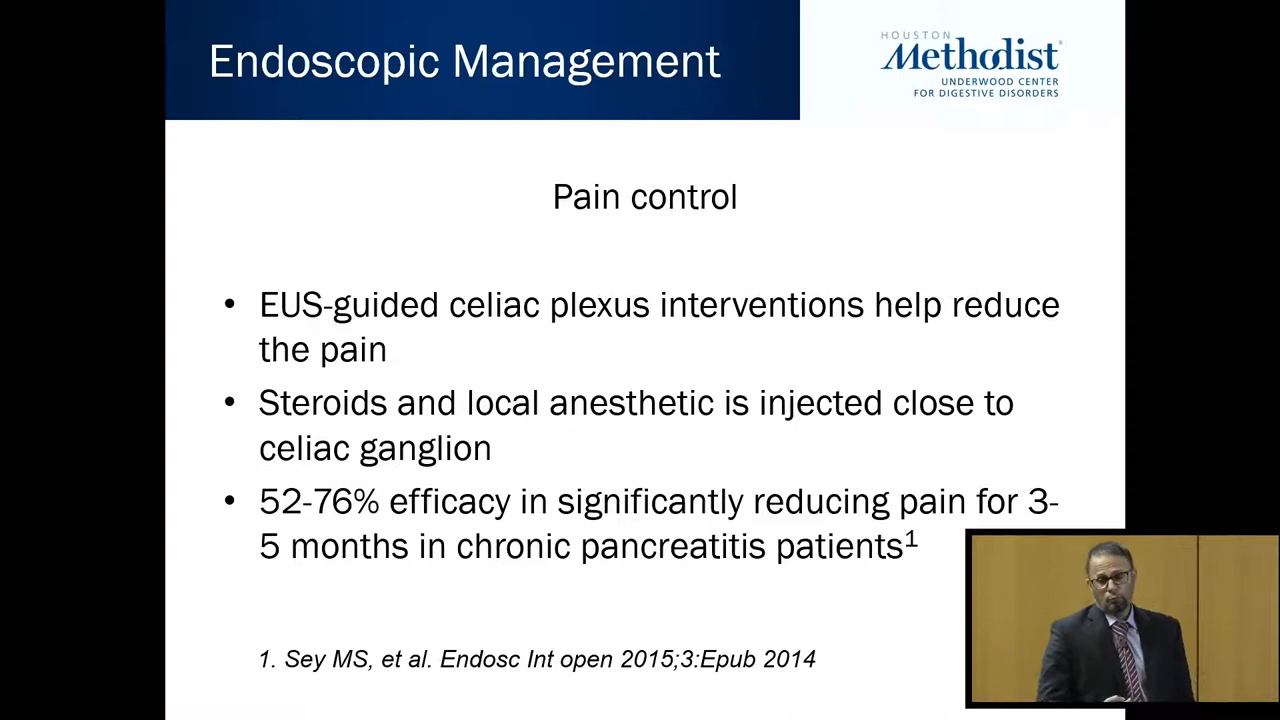 Endoscopic Management
HOUSTON
Methodist®
UNDERWOOD CENTER
FOR DIGESTIVE DISORDERS
Pain control
• EUS-guided celiac plexus interventions help reduce
the pain
• Steroids and local anesthetic is injected close to
celiac ganglion
• 52-76% efficacy in significantly reducing pain for 3-
5 months in chronic pancreatitis patients¹
1. Sey MS, et al. Endosc Int open 2015;3:Epub 2014